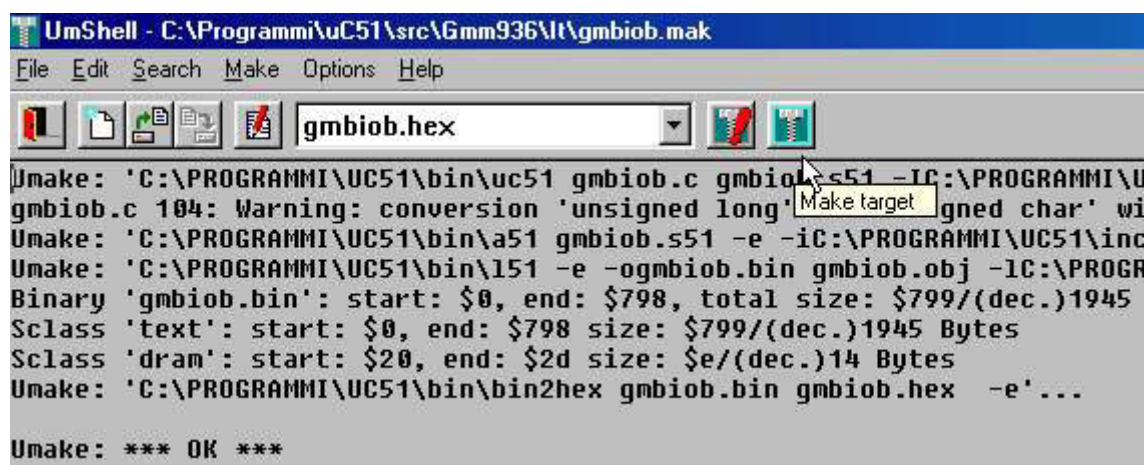 UmShell - C:\Programmi\uC51\src\Gmm936\It\gmbiob.mak
File Edit Search Make Options Help
gmbiob.hex
Umake: 'C:\PROGRAMMI\UC51\bin\uc51 gmbiob.c gmbiob.s51 -IC:\PROGRAMMI\U
gmbiob.c 104: Warning: conversion 'unsigned long' gned char' wi
Make target
Umake: 'C:\PROGRAMMI\UC51\bin\a51 gmbiob.s51 -e -iC:\PROGRAMMI\UC51\inc
Umake: 'C:\PROGRAMMI\UC51\bin\l51 -e -ogmbiob.bin gmbiob.obj -lC:\PROGR
Binary 'gmbiob.bin': start: $0, end: $798, total size: $799/(dec.)1945
Sclass 'text': start: $0, end: $798 size: $799/(dec.)1945 Bytes
Sclass 'dram': start: $20, end: $2d size: $e/(dec.)14 Bytes
Umake: 'C:\PROGRAMMI\UC51\bin\bin2hex gmbiob.bin gmbiob.hex -e'...
Umake: *** OK ***